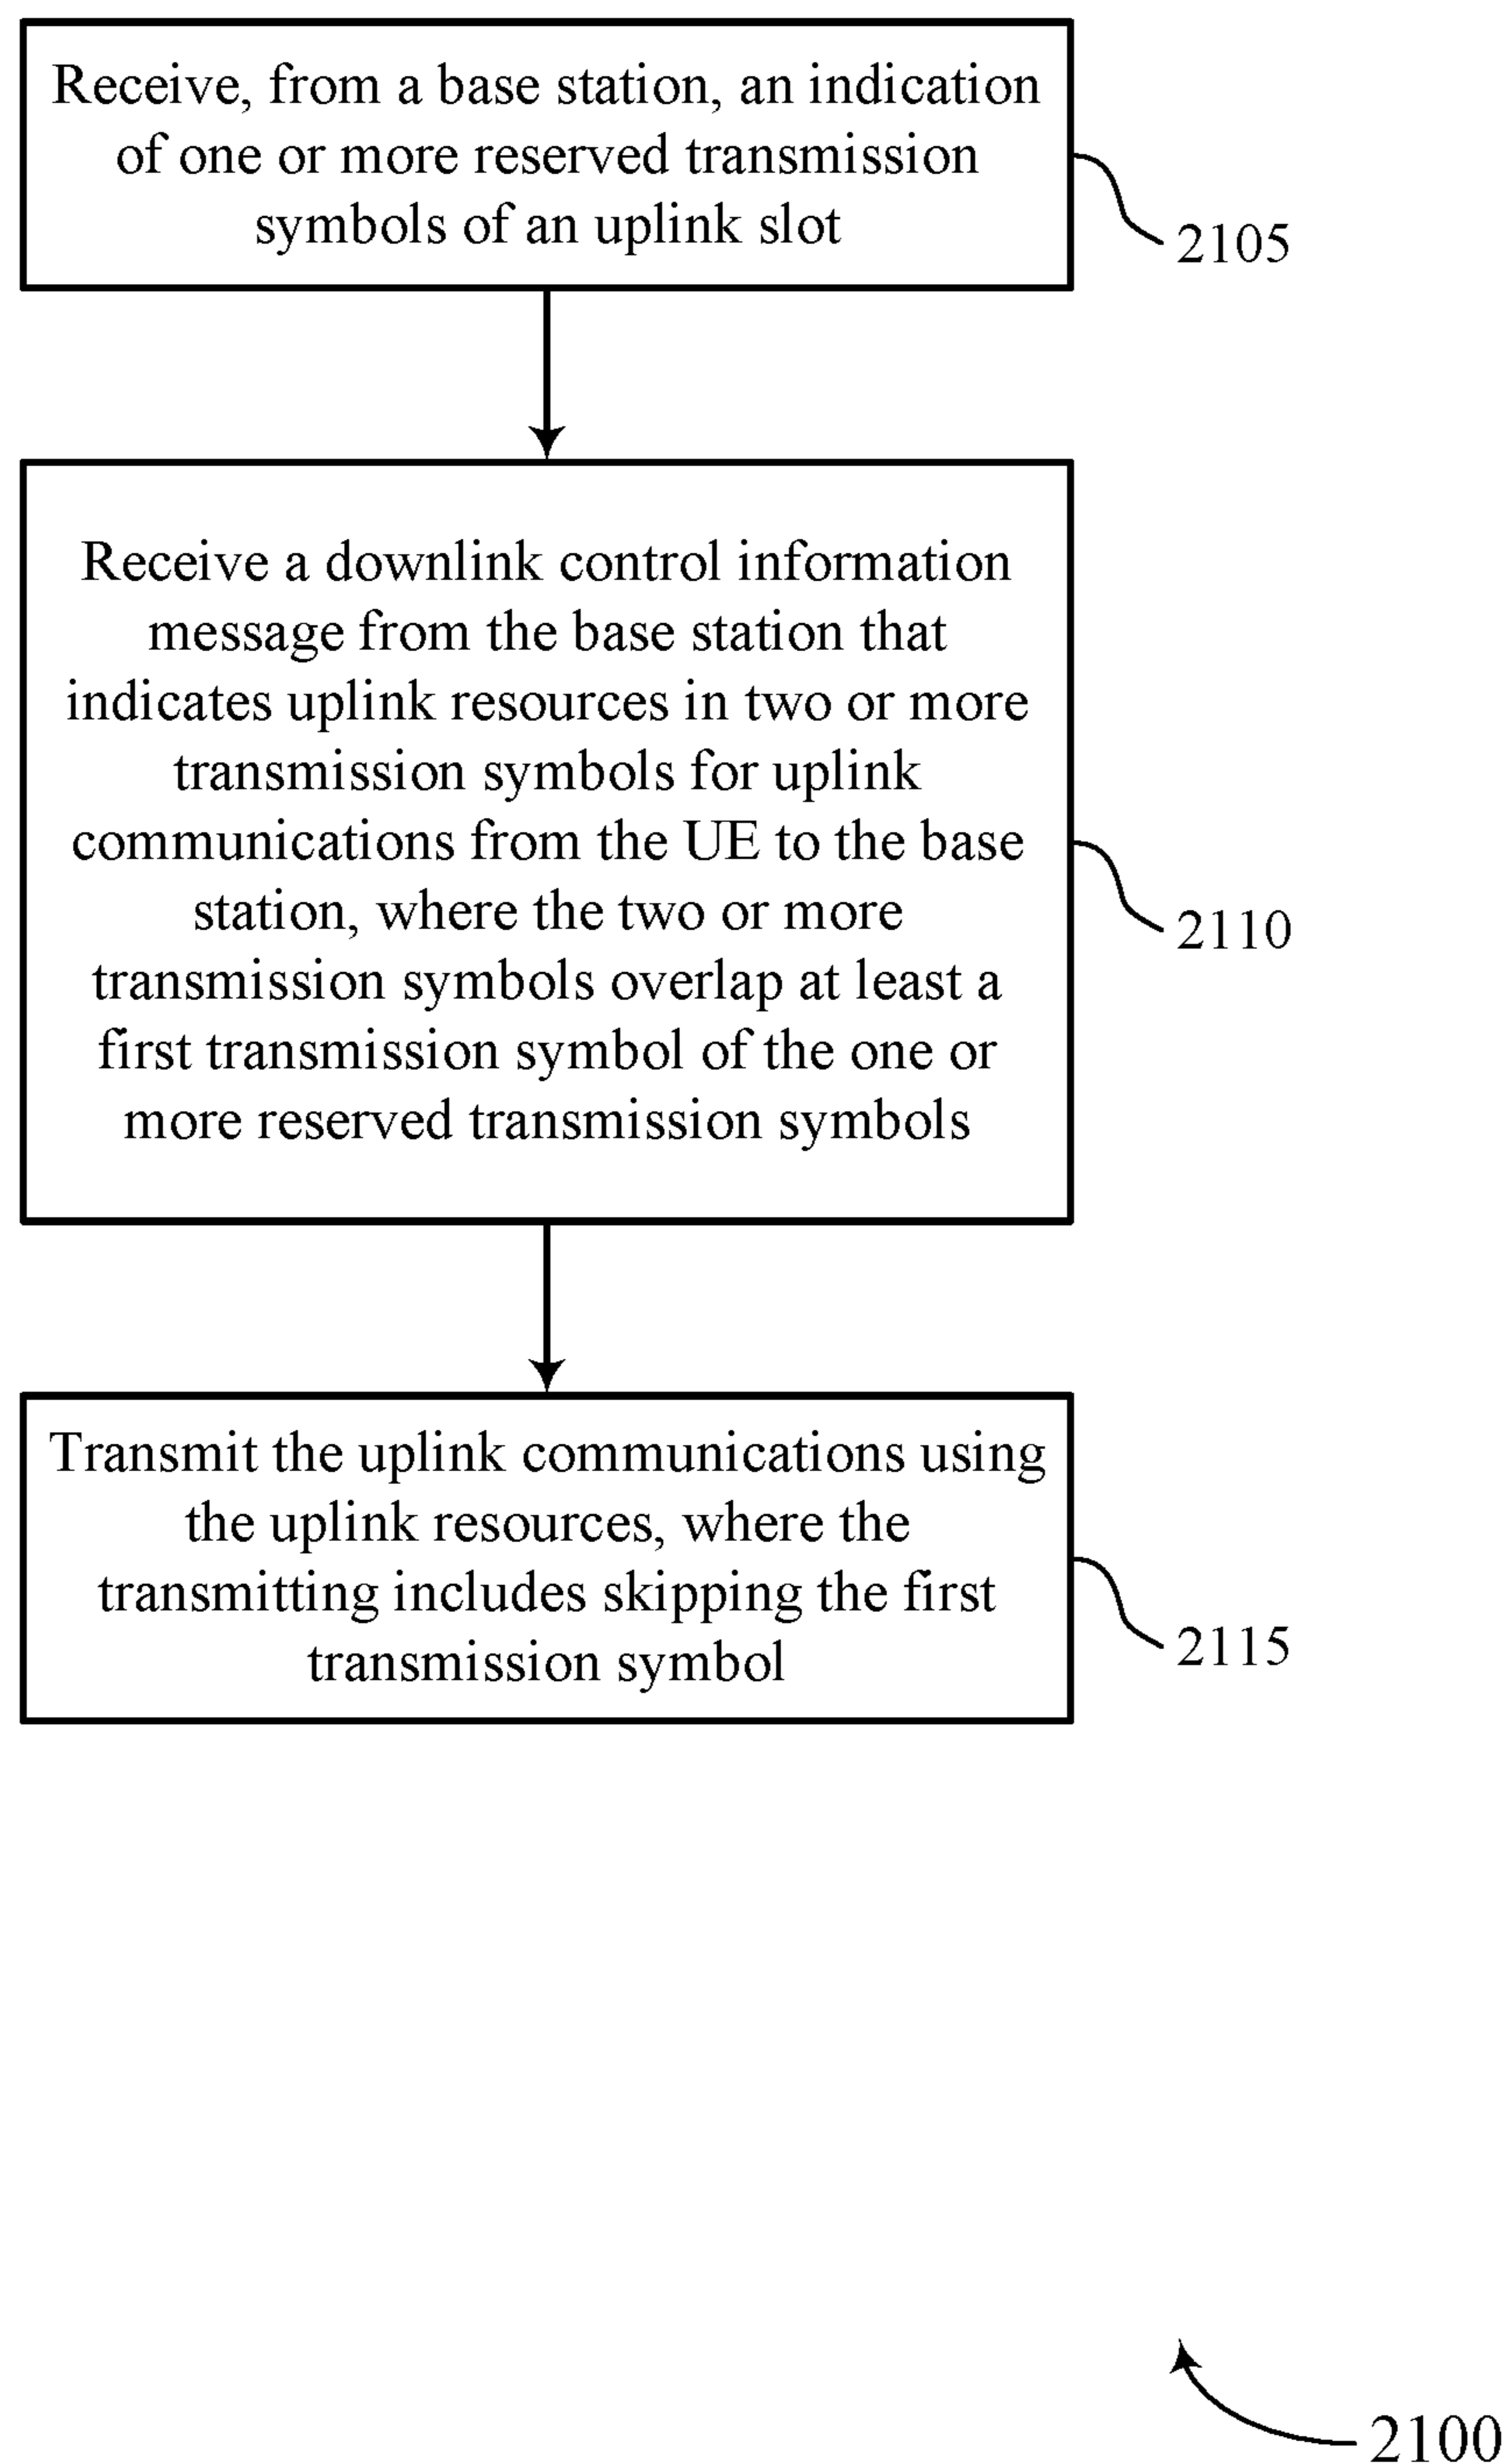 Receive, from a base station, an indication
of one or more reserved transmission
symbols of an uplink slot
2105
Receive a downlink control information
message from the base station that
indicates uplink resources in two or more
transmission symbols for uplink
communications from the UE to the base
station, where the two or more
transmission symbols overlap at least a
first transmission symbol of the one or
more reserved transmission symbols
2110
Transmit the uplink communications using
the uplink resources, where the
transmitting includes skipping the first
transmission symbol
2115
2100